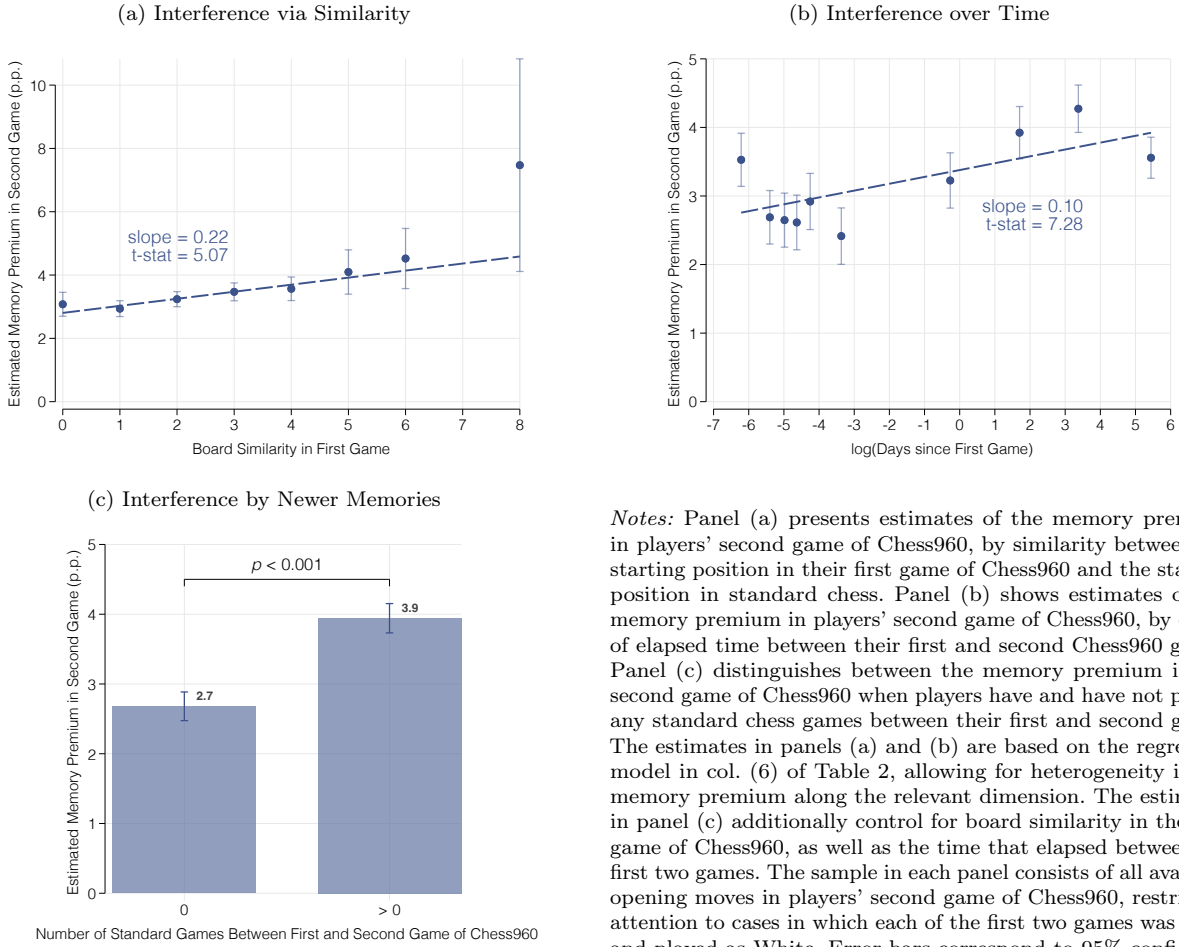 (a) Interference via Similarity
Estimated Memory Premium in Second Game (p.p.)
10
8
6
4
2
0
slope = 0.22
t-stat = 5.07
0 1 2 3 4 5 6 7 8
Board Similarity in First Game
(b) Interference over Time
Estimated Memory Premium in Second Game (p.p.)
5
4
3
2
1
0
slope = 0.10
t-stat = 7.28
-7 -6 -5 -4 -3 -2 -1 0 1 2 3 4 5 6
log(Days since First Game)
(c) Interference by Newer Memories
Estimated Memory Premium in Second Game (p.p.)
5
4
3
2
1
0
p < 0.001
2.7
3.9
0 > 0
Number of Standard Games Between First and Second Game of Chess960
Notes: Panel (a) presents estimates of the memory prem
in players' second game of Chess960, by similarity betwee
starting position in their first game of Chess960 and the sta
position in standard chess. Panel (b) shows estimates o
memory premium in players' second game of Chess960, by
of elapsed time between their first and second Chess960 g
Panel (c) distinguishes between the memory premium i
second game of Chess960 when players have and have not p
any standard chess games between their first and second g
The estimates in panels (a) and (b) are based on the regre
model in col. (6) of Table 2, allowing for heterogeneity i
memory premium along the relevant dimension. The estim
in panel (c) additionally control for board similarity in the
game of Chess960, as well as the time that elapsed betwee
first two games. The sample in each panel consists of all ava
opening moves in players' second game of Chess960, restri
attention to cases in which each of the first two games was
and played as White. Error bars correspond to 95% confi